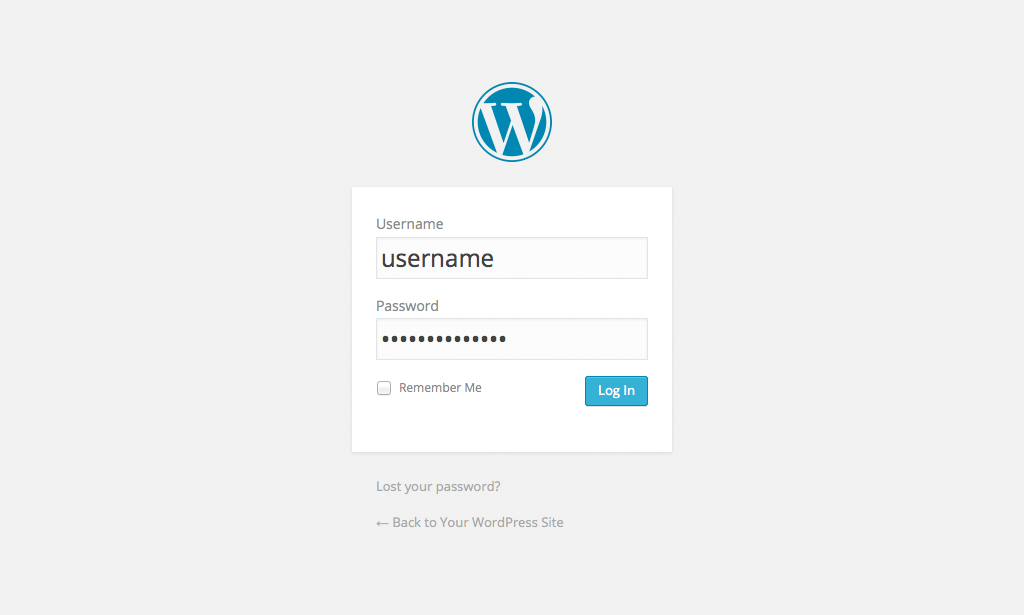 Username
username
Password
••••••••••••••
Remember Me
Log In
Lost your password?
← Back to Your WordPress Site